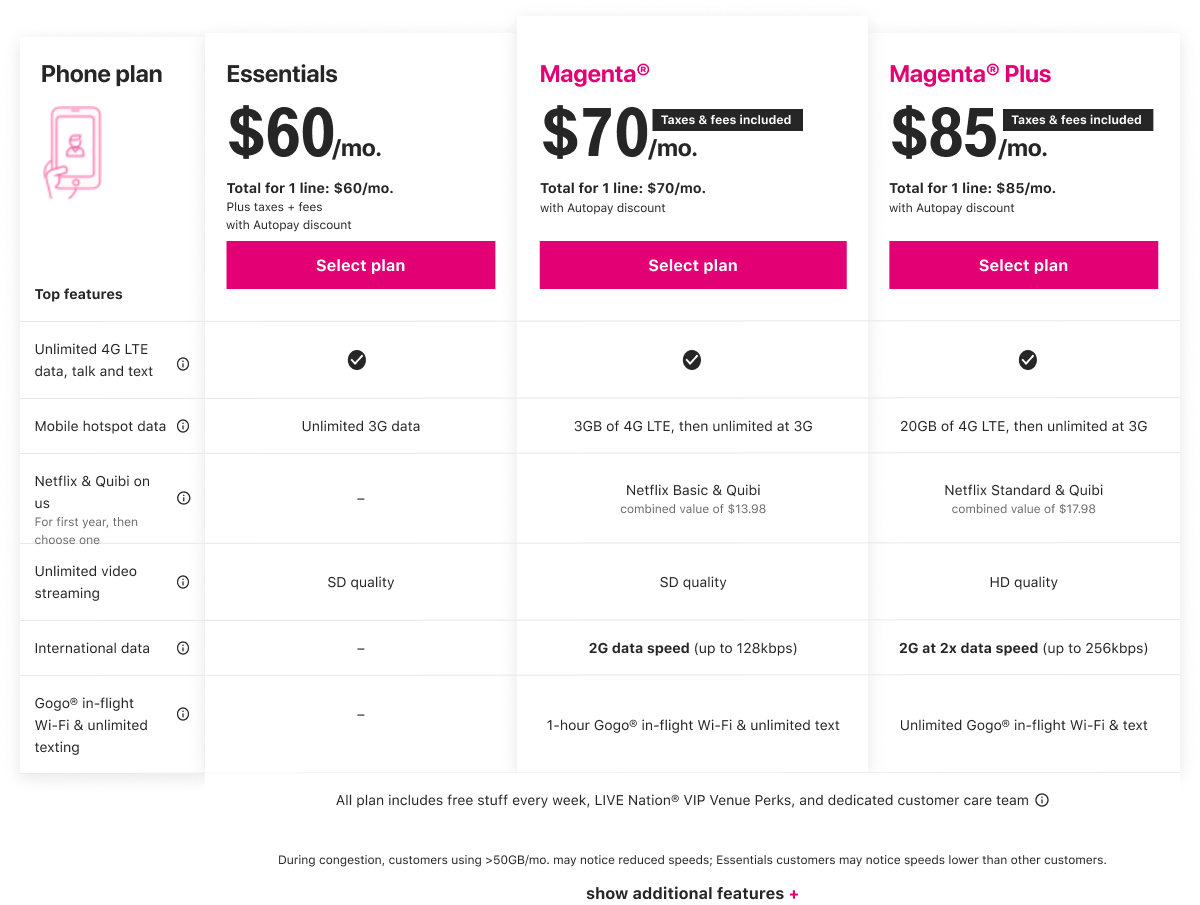 Phone plan
Essentials
$60/mo.
Total for 1 line: $60/mo.
Plus taxes + fees
with Autopay discount
Select plan
Magenta®
$70/mo.
Taxes & fees included
Total for 1 line: $70/mo.
with Autopay discount
Select plan
Magenta® Plus
$85/mo.
Taxes & fees included
Total for 1 line: $85/mo.
with Autopay discount
Select plan
Top features
Unlimited 4G LTE
data, talk and text
Mobile hotspot data
Unlimited 3G data
3GB of 4G LTE, then unlimited at 3G
20GB of 4G LTE, then unlimited at 3G
Netflix & Quibi on
us
For first year, then
choose one
–
Netflix Basic & Quibi
combined value of $13.98
Netflix Standard & Quibi
combined value of $17.98
Unlimited video
streaming
SD quality
SD quality
HD quality
International data
–
2G data speed (up to 128kbps)
2G at 2x data speed (up to 256kbps)
Gogo® in-flight
Wi-Fi & unlimited
texting
–
1-hour Gogo® in-flight Wi-Fi & unlimited text
Unlimited Gogo® in-flight Wi-Fi & text
All plan includes free stuff every week, LIVE Nation® VIP Venue Perks, and dedicated customer care team
During congestion, customers using >50GB/mo. may notice reduced speeds; Essentials customers may notice speeds lower than other customers.
show additional features +